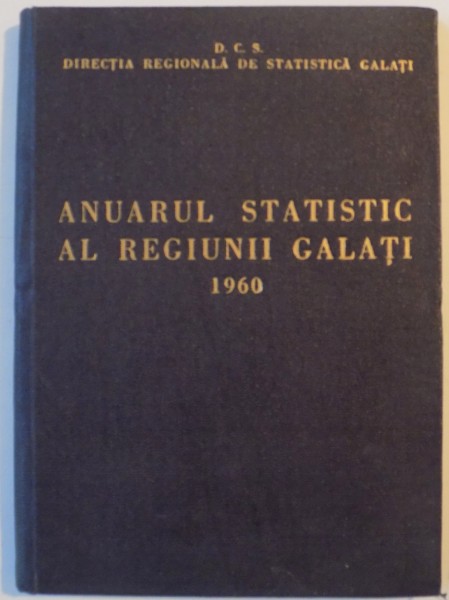 D. C. S.
DIRECȚIA REGIONALĂ DE STATISTICĂ GALAȚI
ANUARUL STATISTIC
AL REGIUNII GALAȚI
1960